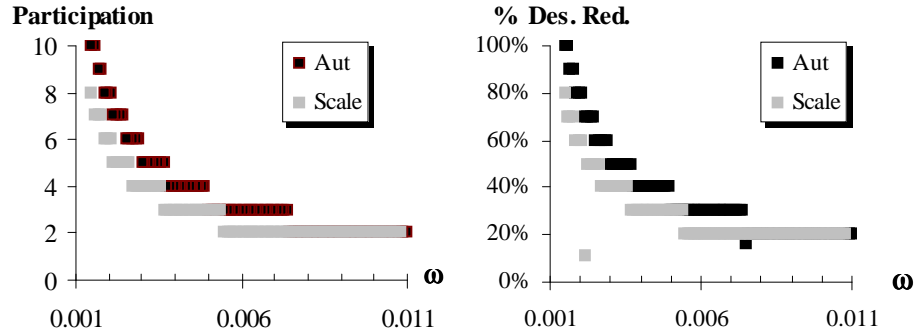 Participation
10
8
6
4
2
0
Aut
Scale
ω
0.001
0.006
0.011
% Des. Red.
100%
80%
60%
40%
20%
0%
Aut
Scale
ω
0.001
0.006
0.011